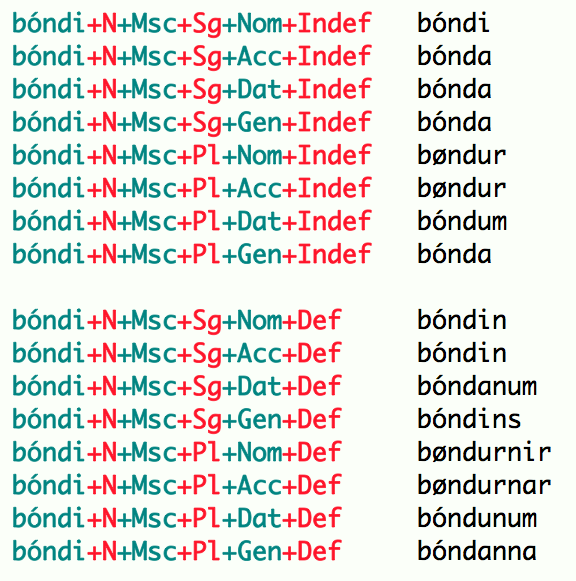 bóndi+N+Msc+Sg+Nom+Indef bóndi
bóndi+N+Msc+Sg+Acc+Indef bónda
bóndi+N+Msc+Sg+Dat+Indef bónda
bóndi+N+Msc+Sg+Gen+Indef bónda
bóndi+N+Msc+Pl+Nom+Indef bøndur
bóndi+N+Msc+Pl+Acc+Indef bøndur
bóndi+N+Msc+Pl+Dat+Indef bóndum
bóndi+N+Msc+Pl+Gen+Indef bónda
bóndi+N+Msc+Sg+Nom+Def bóndin
bóndi+N+Msc+Sg+Acc+Def bóndin
bóndi+N+Msc+Sg+Dat+Def bóndanum
bóndi+N+Msc+Sg+Gen+Def bóndins
bóndi+N+Msc+Pl+Nom+Def bøndurnir
bóndi+N+Msc+Pl+Acc+Def bøndurnar
bóndi+N+Msc+Pl+Dat+Def bóndunum
bóndi+N+Msc+Pl+Gen+Def bóndanna